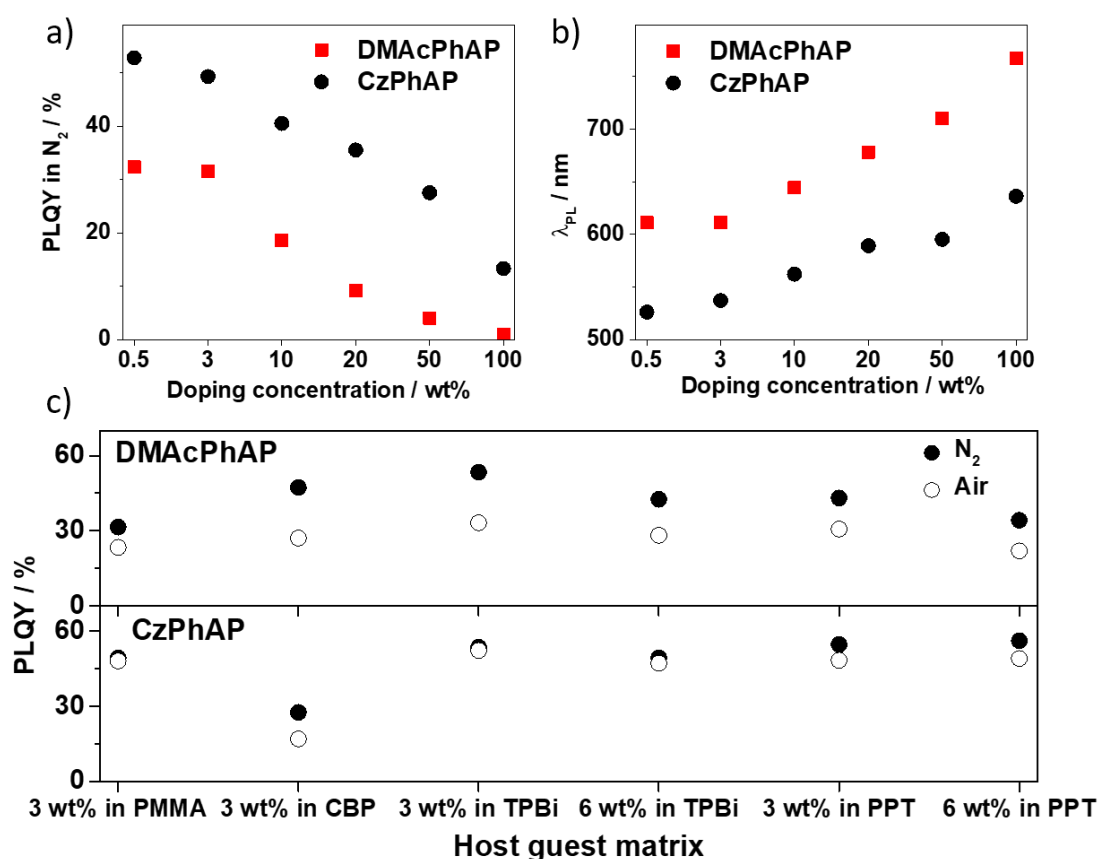 a)
DMAcPhAP
CzPhAP
PLQY in N₂ / %
40
20
0
0.5 3 10 20 50 100
Doping concentration / wt%
b)
DMAcPhAP
CzPhAP
λPL / nm
700
600
500
0.5 3 10 20 50 100
Doping concentration / wt%
c)
DMAcPhAP
N₂
Air
60
30
0
PLQY / %
CzPhAP
60
30
0
3 wt% in PMMA 3 wt% in CBP 3 wt% in TPBi 6 wt% in TPBi 3 wt% in PPT 6 wt% in PPT
Host guest matrix